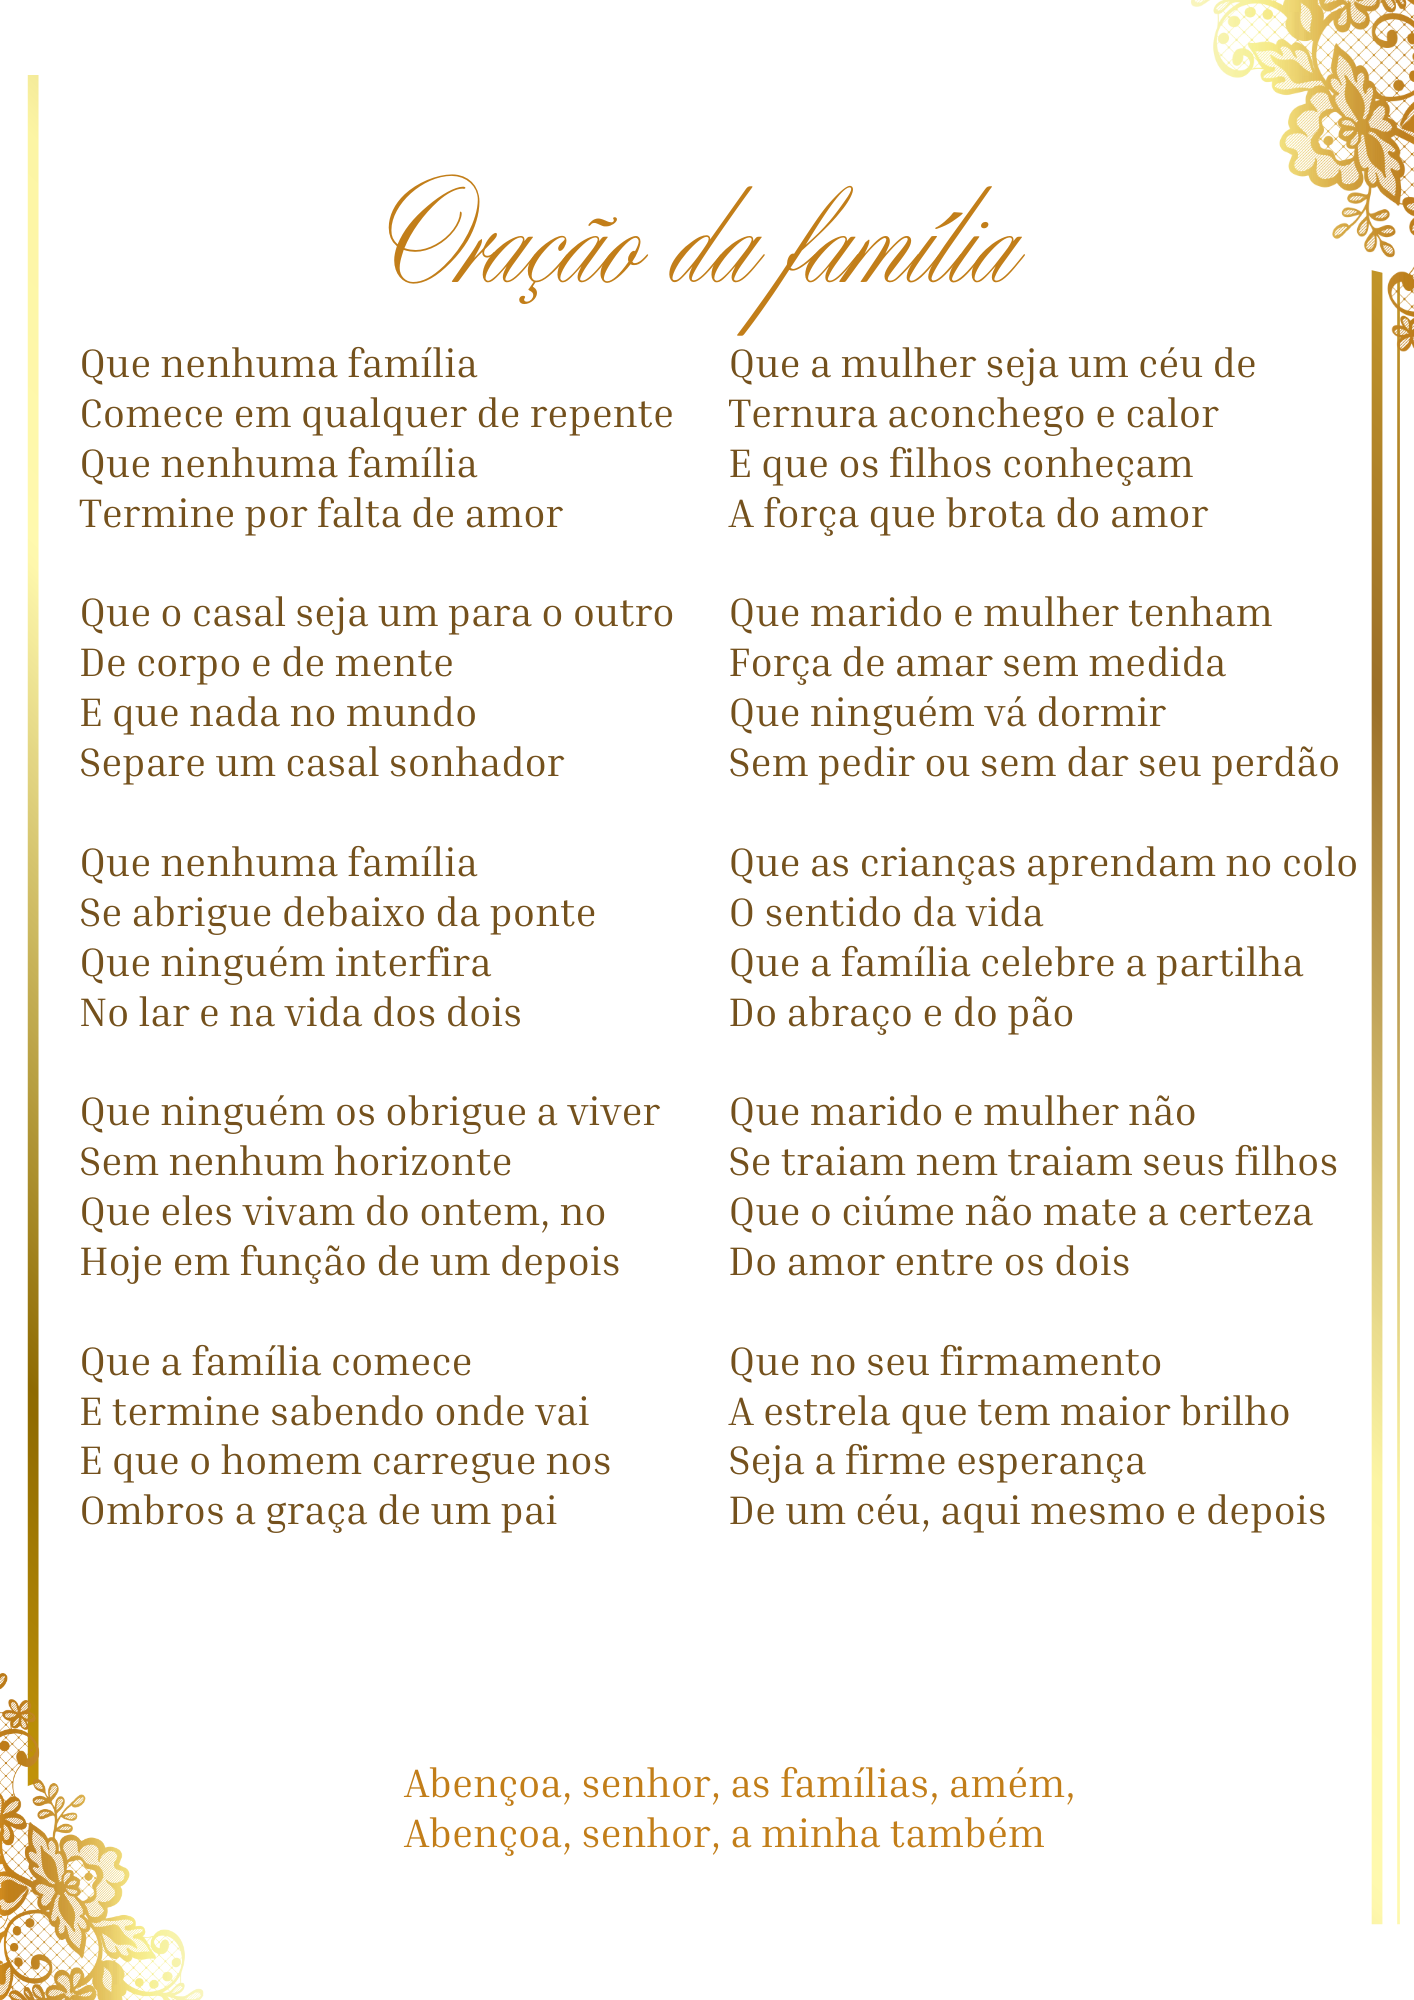 Oração da família
Que nenhuma família
Comece em qualquer de repente
Que nenhuma família
Termine por falta de amor
Que o casal seja um para o outro
De corpo e de mente
E que nada no mundo
Separe um casal sonhador
Que nenhuma família
Se abrigue debaixo da ponte
Que ninguém interfira
No lar e na vida dos dois
Que ninguém os obrigue a viver
Sem nenhum horizonte
Que eles vivam do ontem, no
Hoje em função de um depois
Que a família comece
E termine sabendo onde vai
E que o homem carregue nos
Ombros a graça de um pai
Que a mulher seja um céu de
Ternura aconchego e calor
E que os filhos conheçam
A força que brota do amor
Que marido e mulher tenham
Força de amar sem medida
Que ninguém vá dormir
Sem pedir ou sem dar seu perdão
Que as crianças aprendam no colo
O sentido da vida
Que a família celebre a partilha
Do abraço e do pão
Que marido e mulher não
Se traiam nem traiam seus filhos
Que o ciúme não mate a certeza
Do amor entre os dois
Que no seu firmamento
A estrela que tem maior brilho
Seja a firme esperança
De um céu, aqui mesmo e depois
Abençoa, senhor, as famílias, amém,
Abençoa, senhor, a minha também